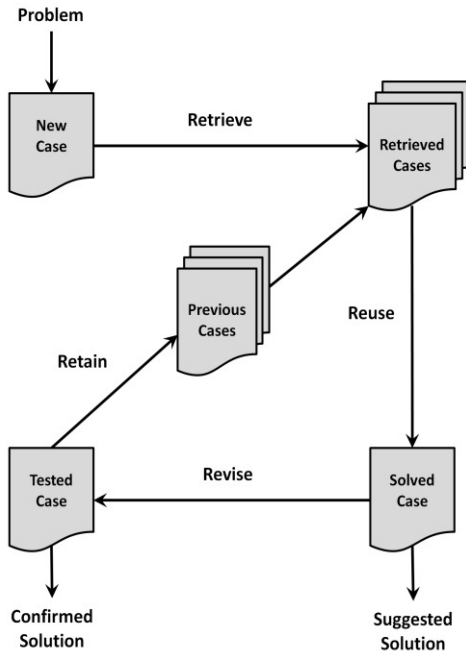 Problem
New
Case
Retrieve
Retrieved
Cases
Previous
Cases
Reuse
Retain
Tested
Case
Revise
Solved
Case
Confirmed
Solution
Suggested
Solution